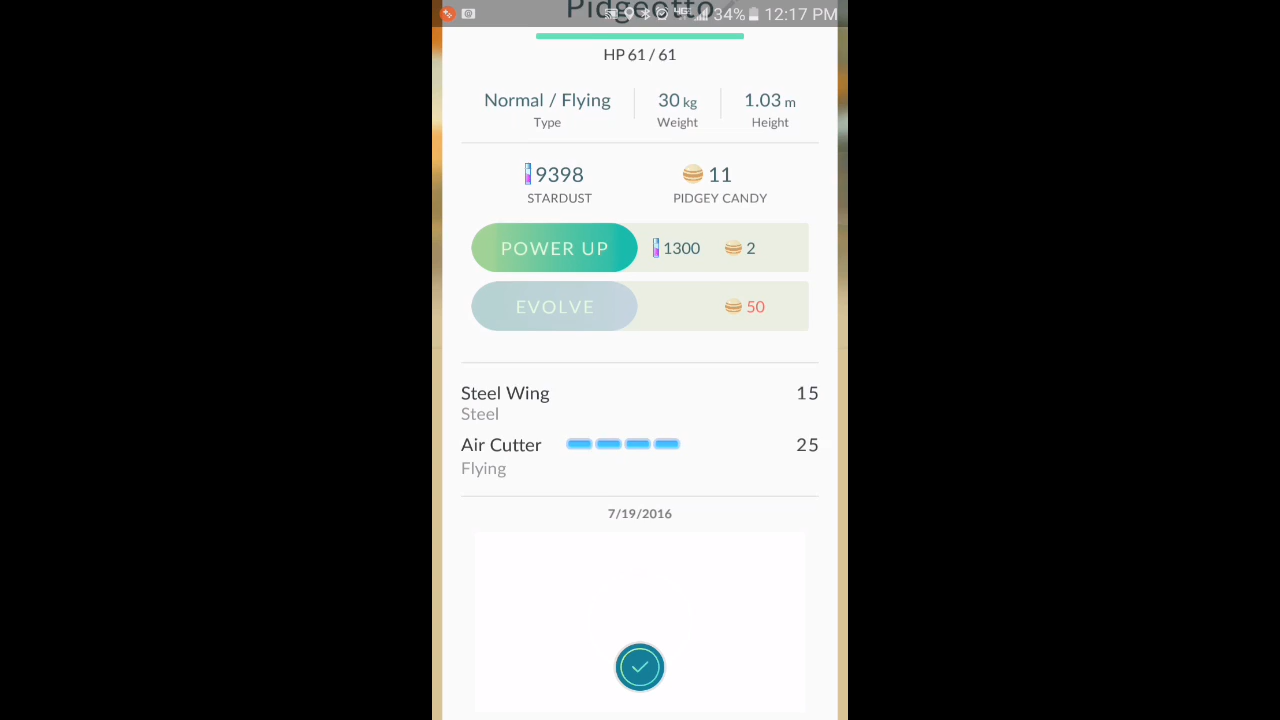 Pidgeotto
34% 12:17 PM
HP 61 / 61
Normal / Flying 30 kg 1.03 m
Type Weight Height
9398 11
STARDUST PIDGEY CANDY
POWER UP 1300 2
EVOLVE 50
Steel Wing 15
Steel
Air Cutter 25
Flying
7/19/2016